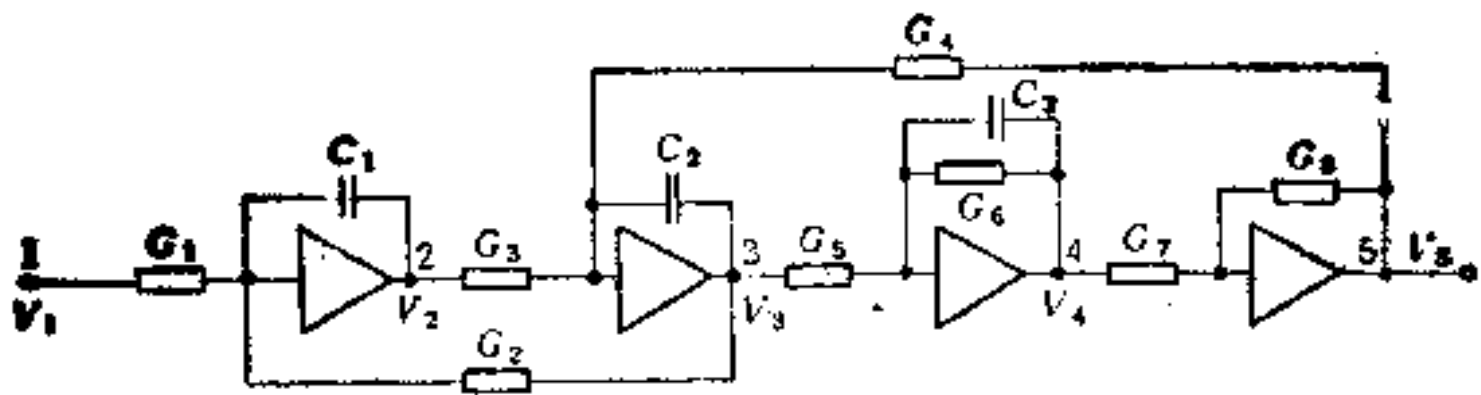 G₄
C₃
C₁ C₂ G₈
G₆
1 G₁ 2 G₃ 3 G₅ 4 G₇ 5 V₅
V₁ V₂ V₃ V₄
G₂